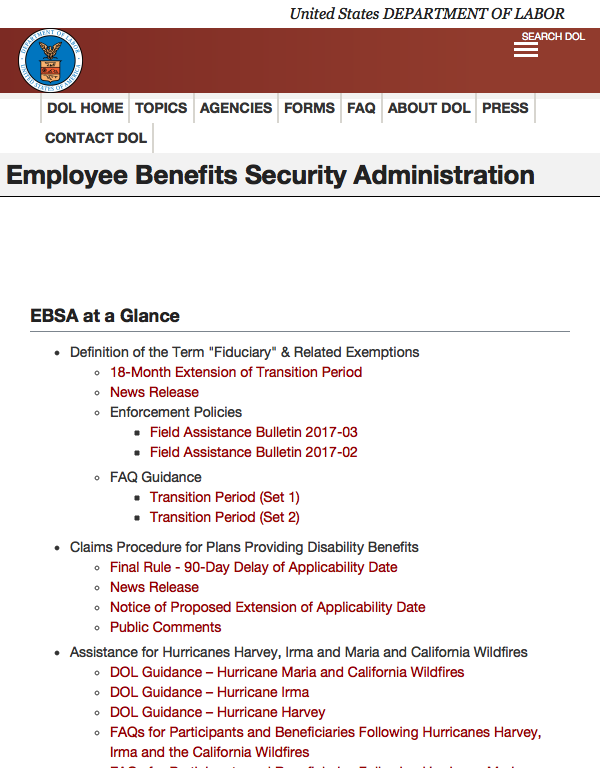 United States DEPARTMENT OF LABOR
SEARCH DOL
DEPARTMENT OF LABOR
UNITED STATES OF AMERICA
DOL HOME TOPICS AGENCIES FORMS FAQ ABOUT DOL PRESS
CONTACT DOL
Employee Benefits Security Administration
EBSA at a Glance
Definition of the Term "Fiduciary" & Related Exemptions
18-Month Extension of Transition Period
News Release
Enforcement Policies
Field Assistance Bulletin 2017-03
Field Assistance Bulletin 2017-02
FAQ Guidance
Transition Period (Set 1)
Transition Period (Set 2)
Claims Procedure for Plans Providing Disability Benefits
Final Rule - 90-Day Delay of Applicability Date
News Release
Notice of Proposed Extension of Applicability Date
Public Comments
Assistance for Hurricanes Harvey, Irma and Maria and California Wildfires
DOL Guidance – Hurricane Maria and California Wildfires
DOL Guidance – Hurricane Irma
DOL Guidance – Hurricane Harvey
FAQs for Participants and Beneficiaries Following Hurricanes Harvey,
Irma and the California Wildfires